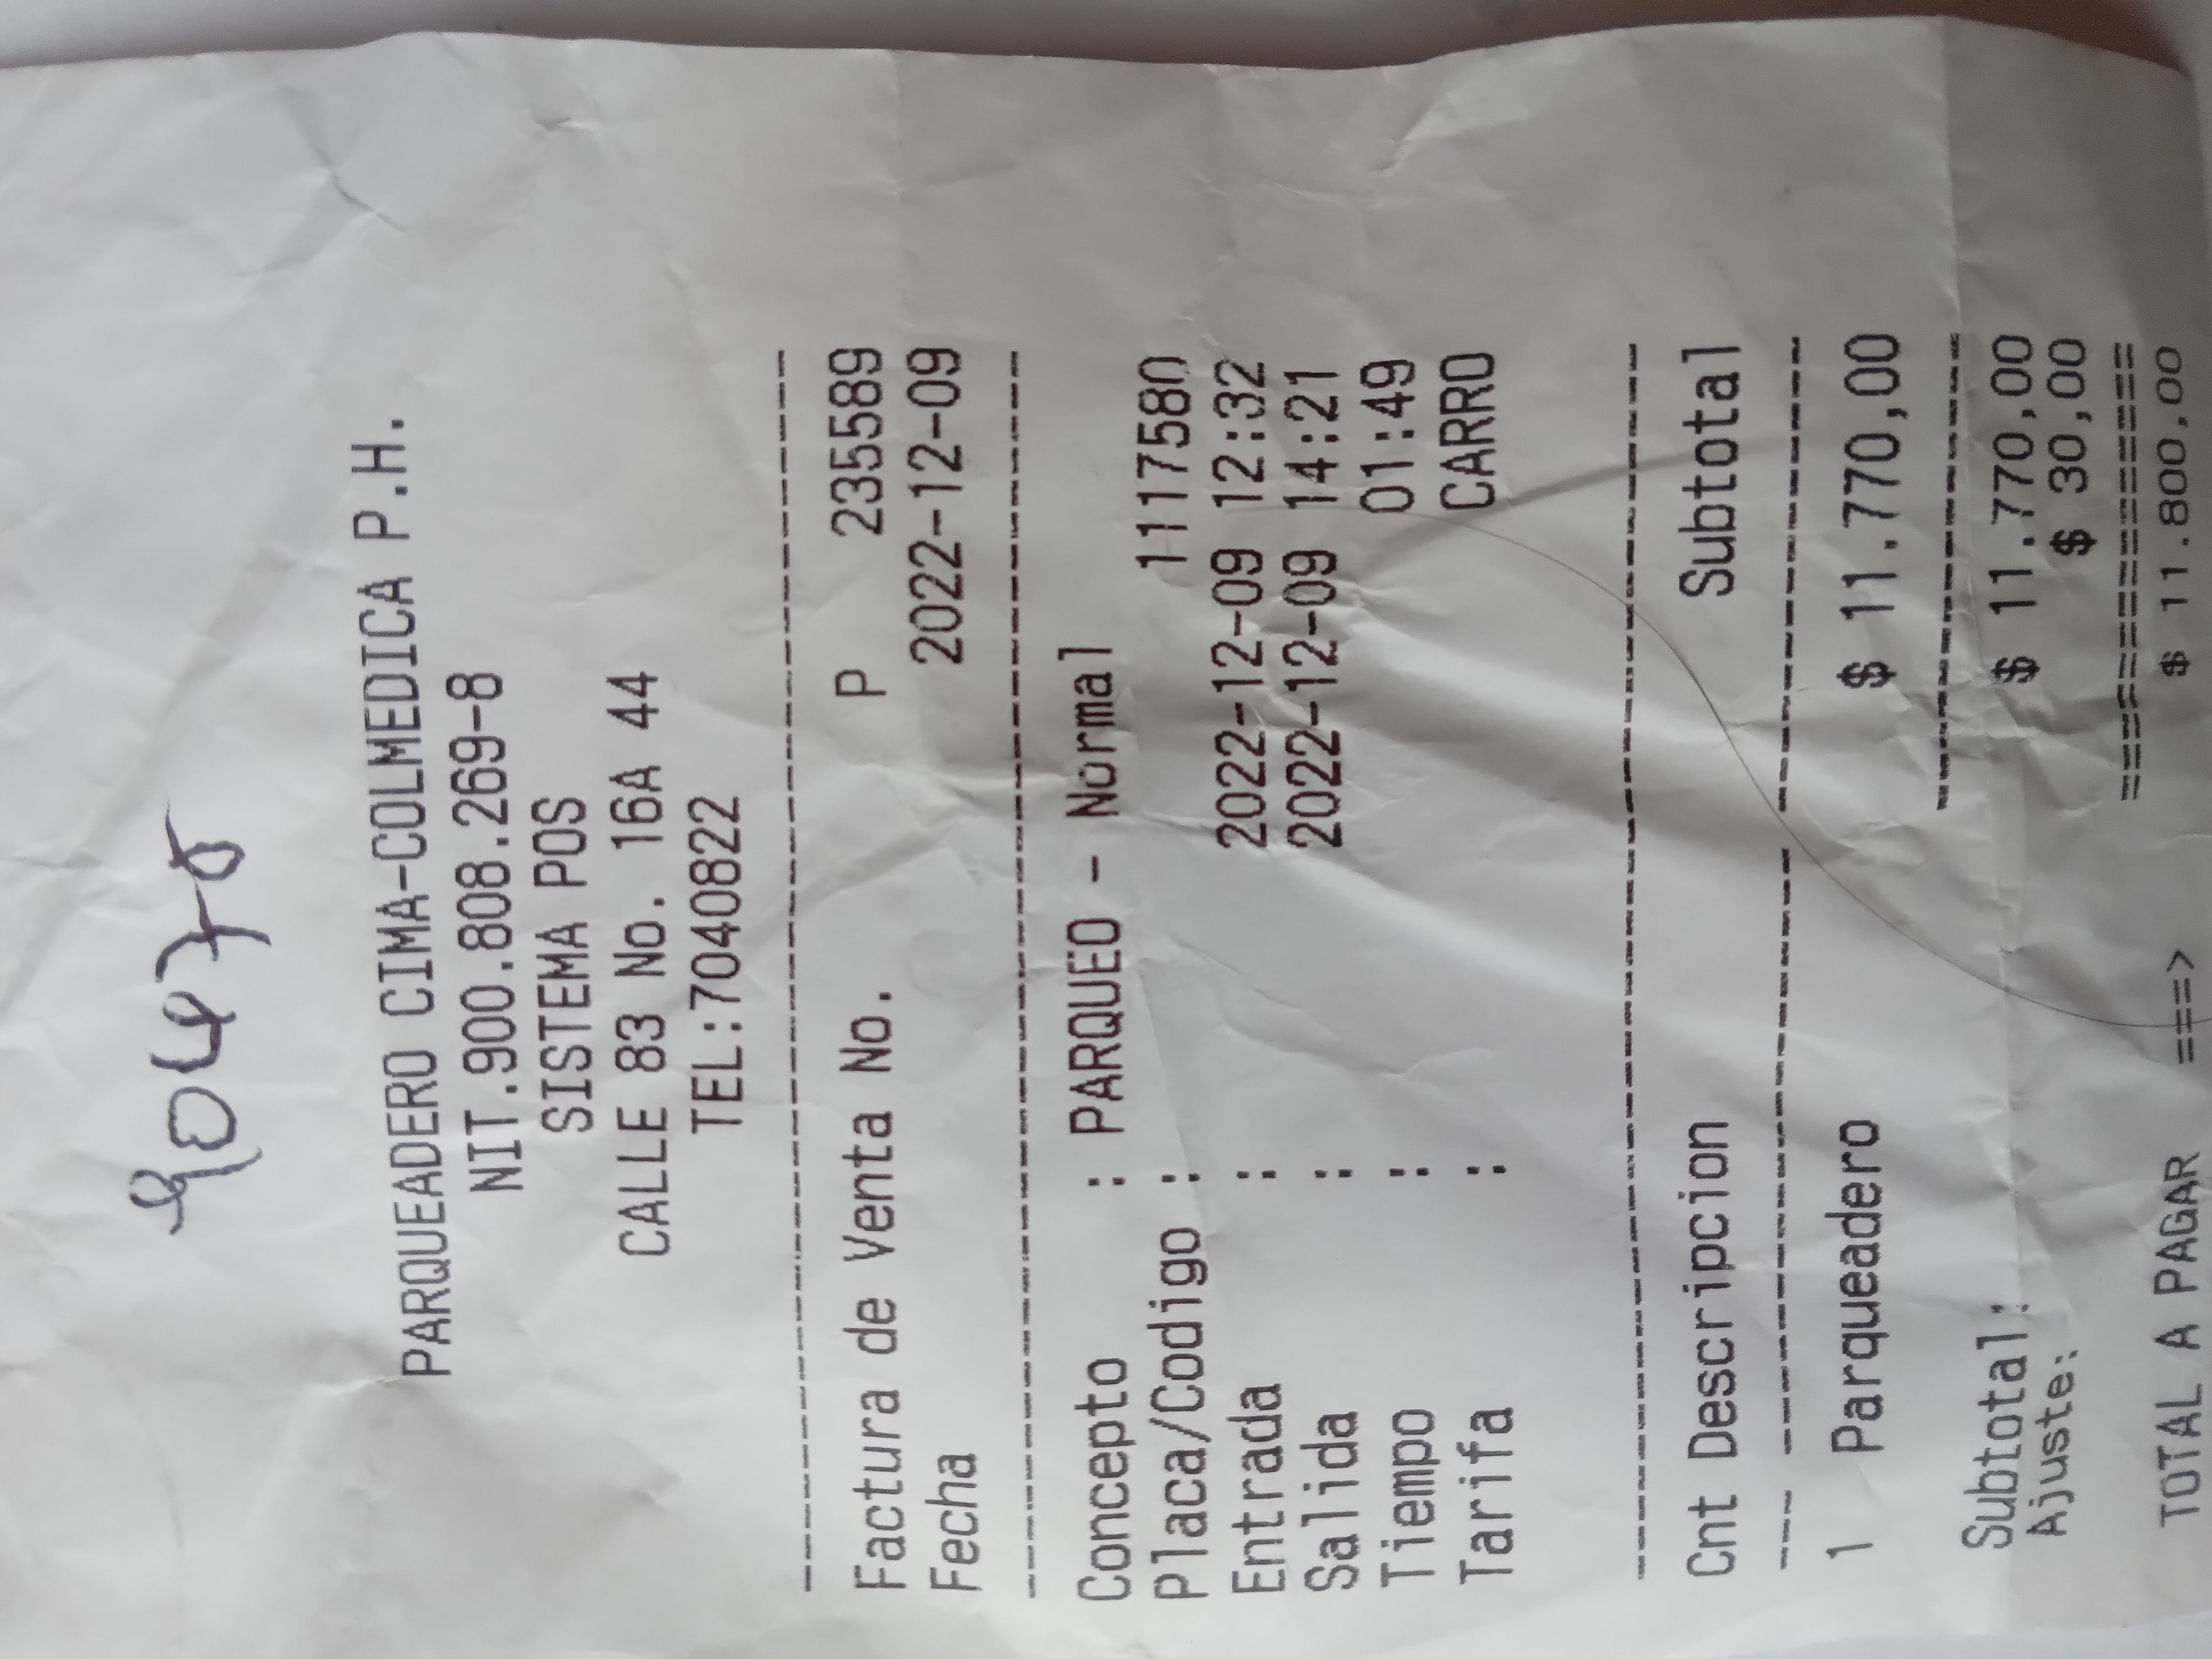 PARQUEADERO CIMA-COLMEDICA P.H.
NIT.900.808.269-8
SISTEMA POS
CALLE 83 No. 16A 44
TEL:7040822
------------------------------------------
Factura de Venta No. P 235589
Fecha 2022-12-09
------------------------------------------
Concepto : PARQUEO - Normal
Placa/Codigo : 1117580
Entrada : 2022-12-09 12:32
Salida : 2022-12-09 14:21
Tiempo : 01:49
Tarifa : CARRO
------------------------------------------
Cnt Descripcion Subtotal
--- ------------------------ -----------------
1 Parqueadero $ 11.770,00
-----------------
Subtotal: $ 11.770,00
Ajuste: $ 30,00
=================
TOTAL A PAGAR ===> $ 11.800,00